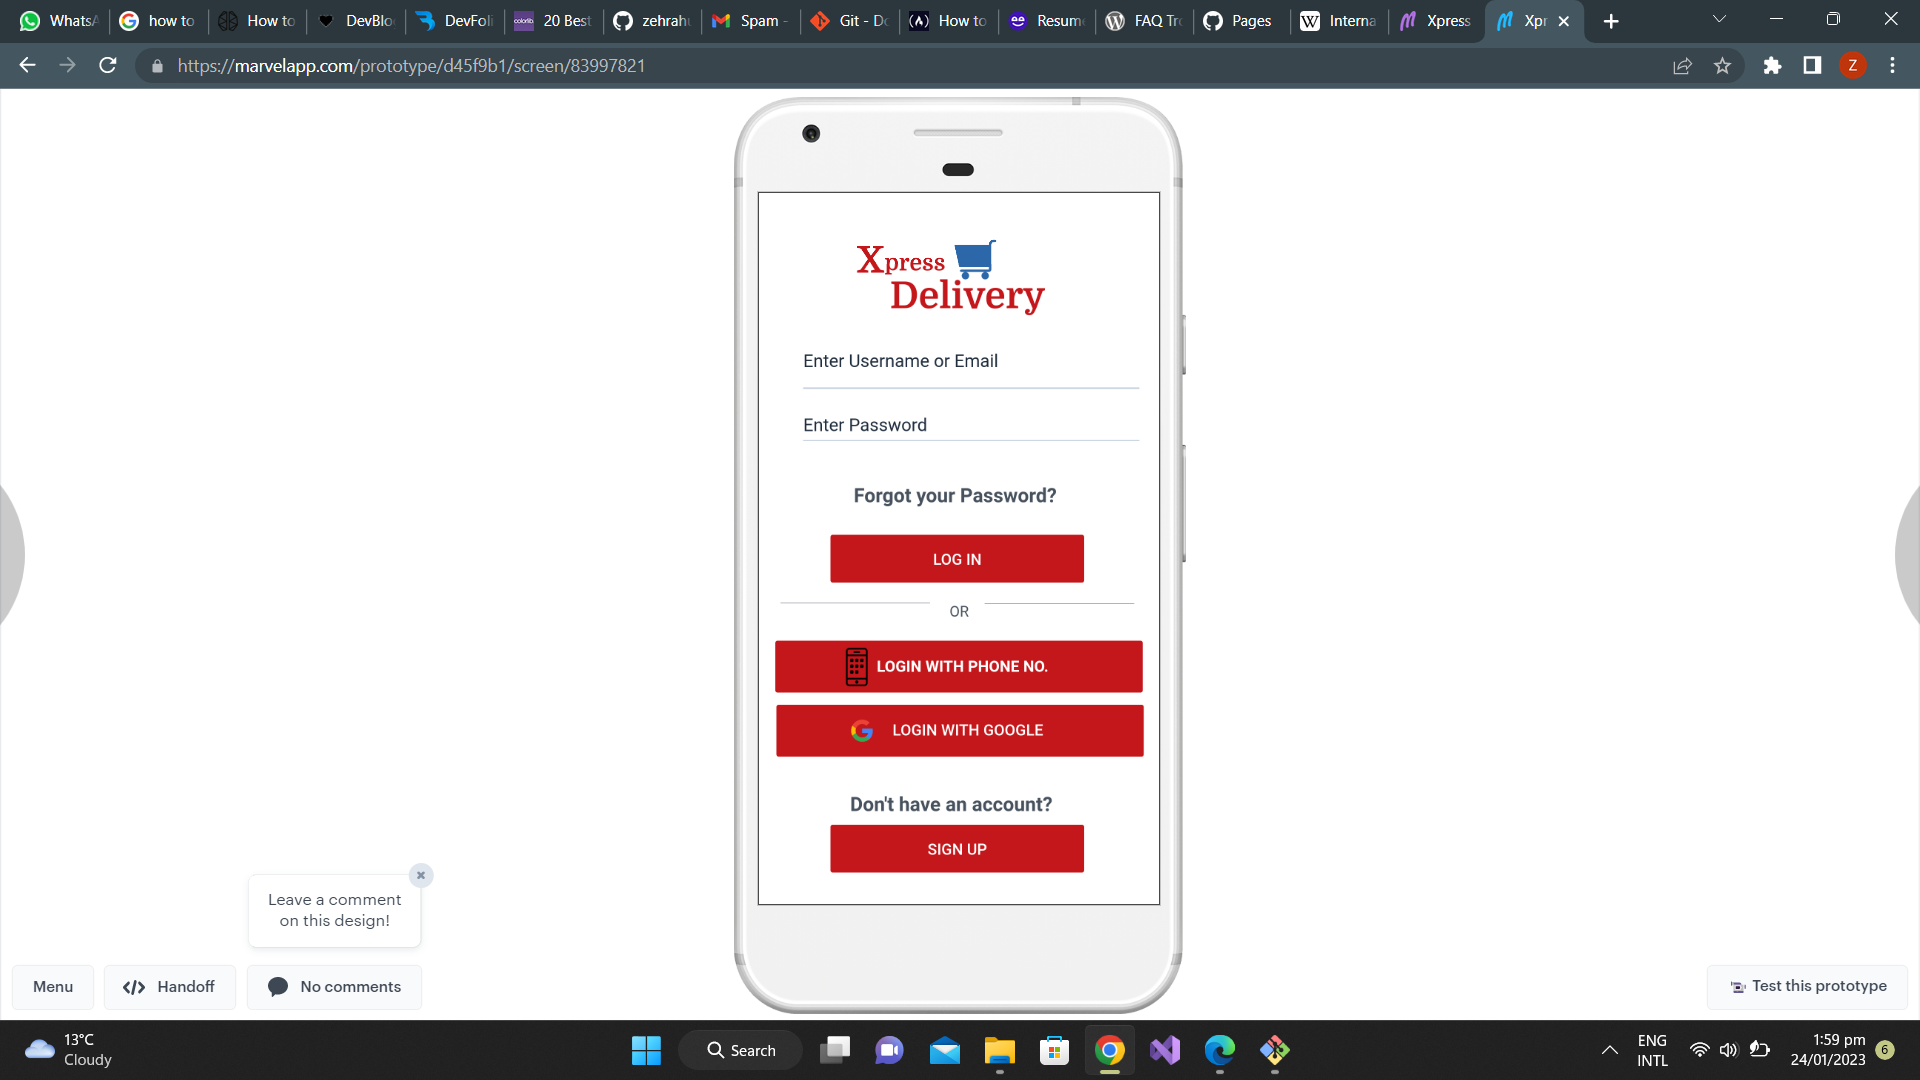 WhatsA
how to
How to
DevBlo
DevFoli
colorlib
20 Best
zehrah
Spam -
Git - Do
How to
Resume
FAQ Tr
Pages
Interna
Xpress
Xpr
https://marvelapp.com/prototype/d45f9b1/screen/83997821
Z
Xpress
Delivery
Enter Username or Email
Enter Password
Forgot your Password?
LOG IN
OR
LOGIN WITH PHONE NO.
LOGIN WITH GOOGLE
Don't have an account?
SIGN UP
Leave a comment
on this design!
Menu
Handoff
No comments
Test this prototype
13°C
Cloudy
Search
ENG
INTL
1:59 pm
24/01/2023
6